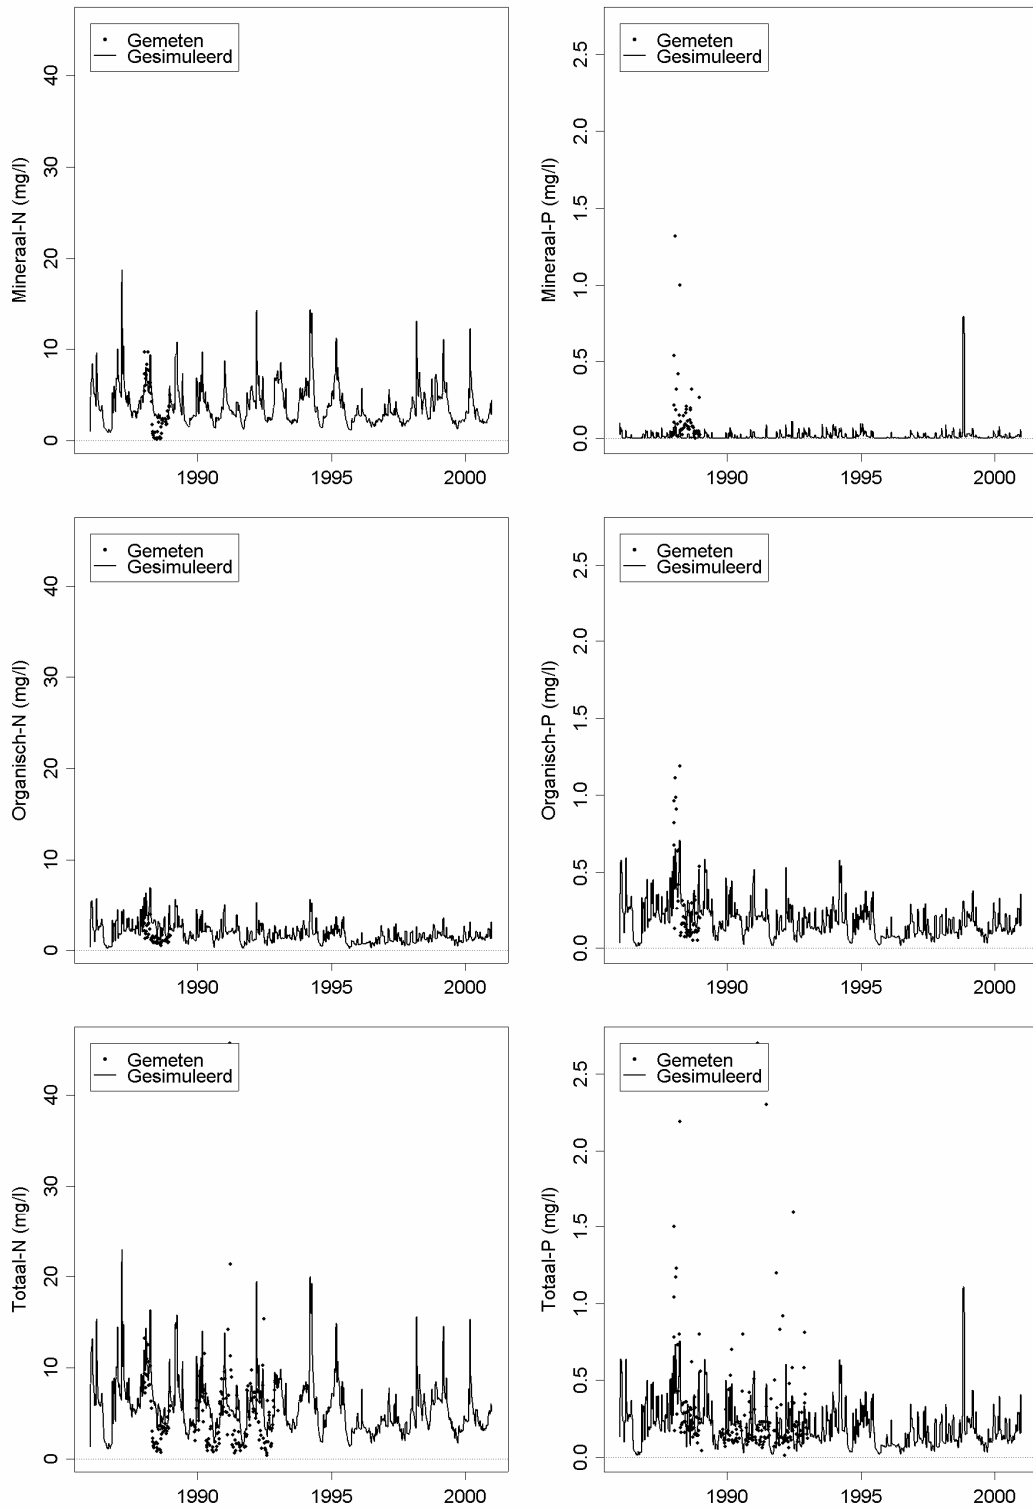 Gemeten
Gesimuleerd
Mineraal-N (mg/l)
0 10 20 30 40
1990 1995 2000
Gemeten
Gesimuleerd
Mineraal-P (mg/l)
0.0 0.5 1.0 1.5 2.0 2.5
1990 1995 2000
Gemeten
Gesimuleerd
Organisch-N (mg/l)
0 10 20 30 40
1990 1995 2000
Gemeten
Gesimuleerd
Organisch-P (mg/l)
0.0 0.5 1.0 1.5 2.0 2.5
1990 1995 2000
Gemeten
Gesimuleerd
Totaal-N (mg/l)
0 10 20 30 40
1990 1995 2000
Gemeten
Gesimuleerd
Totaal-P (mg/l)
0.0 0.5 1.0 1.5 2.0 2.5
1990 1995 2000